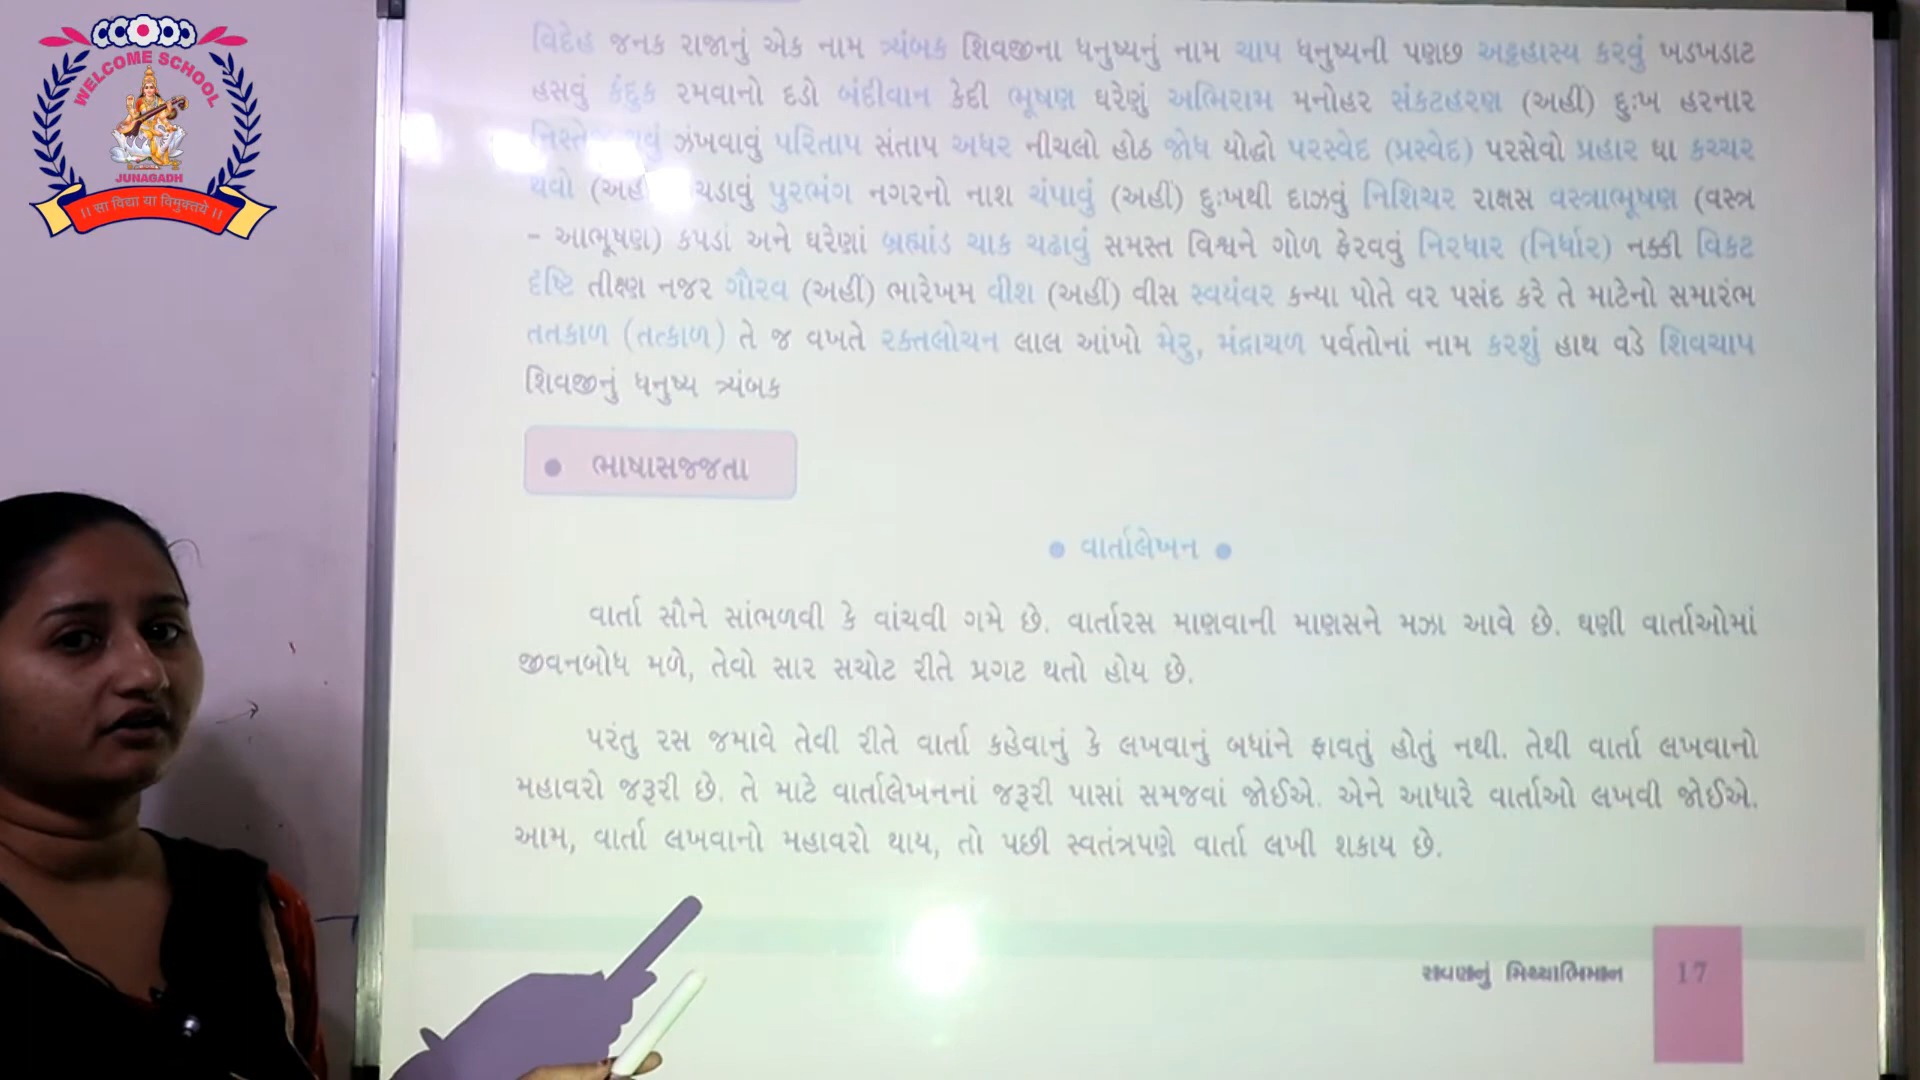 WELCOME SCHOOL
JUNAGADH
।। सा विद्या या विमुक्तये ।।
વિદેહ જનક રાજાનું એક નામ ત્ર્યંબક શિવજીના ધનુષ્યનું નામ ચાપ ધનુષ્યની પણછ અટ્ટહાસ્ય કરવું ખડખડાટ
હસવું કંદુક રમવાનો દડો બંદીવાન કેદી ભૂષણ ઘરેણું અભિરામ મનોહર સંકટહરણ (અહીં) દુઃખ હરનાર
ઝંખવાવું પરિતાપ સંતાપ અધર નીચલો હોઠ જોધ યોદ્ધો પરસ્વેદ (પ્રસ્વેદ) પરસેવો પ્રહાર ઘા કચ્ચર
થવો ચડાવું પુરભંગ નગરનો નાશ ચંપાવું (અહીં) દુઃખથી દાઝવું નિશિચર રાક્ષસ વસ્ત્રાભૂષણ (વસ્ત્ર
- આભૂષણ) કપડાં અને ઘરેણાં બ્રહ્માંડ ચાક ચઢાવું સમસ્ત વિશ્વને ગોળ ફેરવવું નિરધાર (નિર્ધાર) નક્કી વિકટ
દૃષ્ટિ તીક્ષ્ણ નજર ગૌરવ (અહીં) ભારેખમ વીશ (અહીં) વીસ સ્વયંવર કન્યા પોતે વર પસંદ કરે તે માટેનો સમારંભ
તતકાળ (તત્કાળ) તે જ વખતે રક્તલોચન લાલ આંખો મેરુ, મંદ્રાચળ પર્વતોનાં નામ કરશું હાથ વડે શિવચાપ
શિવજીનું ધનુષ્ય ત્ર્યંબક
• ભાષાસજ્જતા
• વાર્તાલેખન •
વાર્તા સૌને સાંભળવી કે વાંચવી ગમે છે. વાર્તારસ માણવાની માણસને મઝા આવે છે. ઘણી વાર્તાઓમાં
જીવનબોધ મળે, તેવો સાર સચોટ રીતે પ્રગટ થતો હોય છે.
પરંતુ રસ જમાવે તેવી રીતે વાર્તા કહેવાનું કે લખવાનું બધાંને ફાવતું હોતું નથી. તેથી વાર્તા લખવાનો
મહાવરો જરૂરી છે. તે માટે વાર્તાલેખનનાં જરૂરી પાસાં સમજવાં જોઈએ. એને આધારે વાર્તાઓ લખવી જોઈએ.
આમ, વાર્તા લખવાનો મહાવરો થાય, તો પછી સ્વતંત્રપણે વાર્તા લખી શકાય છે.
રાવણનું મિથ્યાભિમાન 17